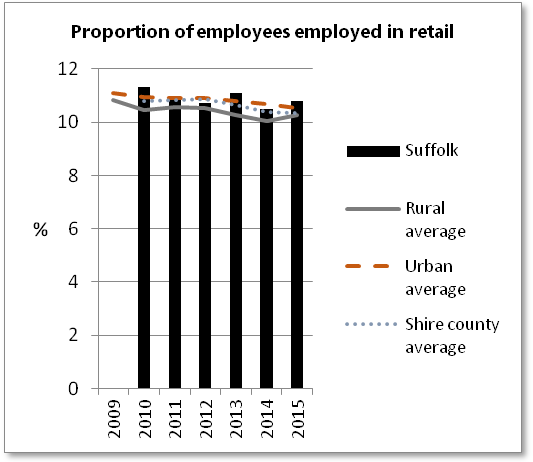 Proportion of employees employed in retail
12
10
8
6
4
2
0
%
2009
2010
2011
2012
2013
2014
2015
Suffolk
Rural
average
Urban
average
Shire county
average